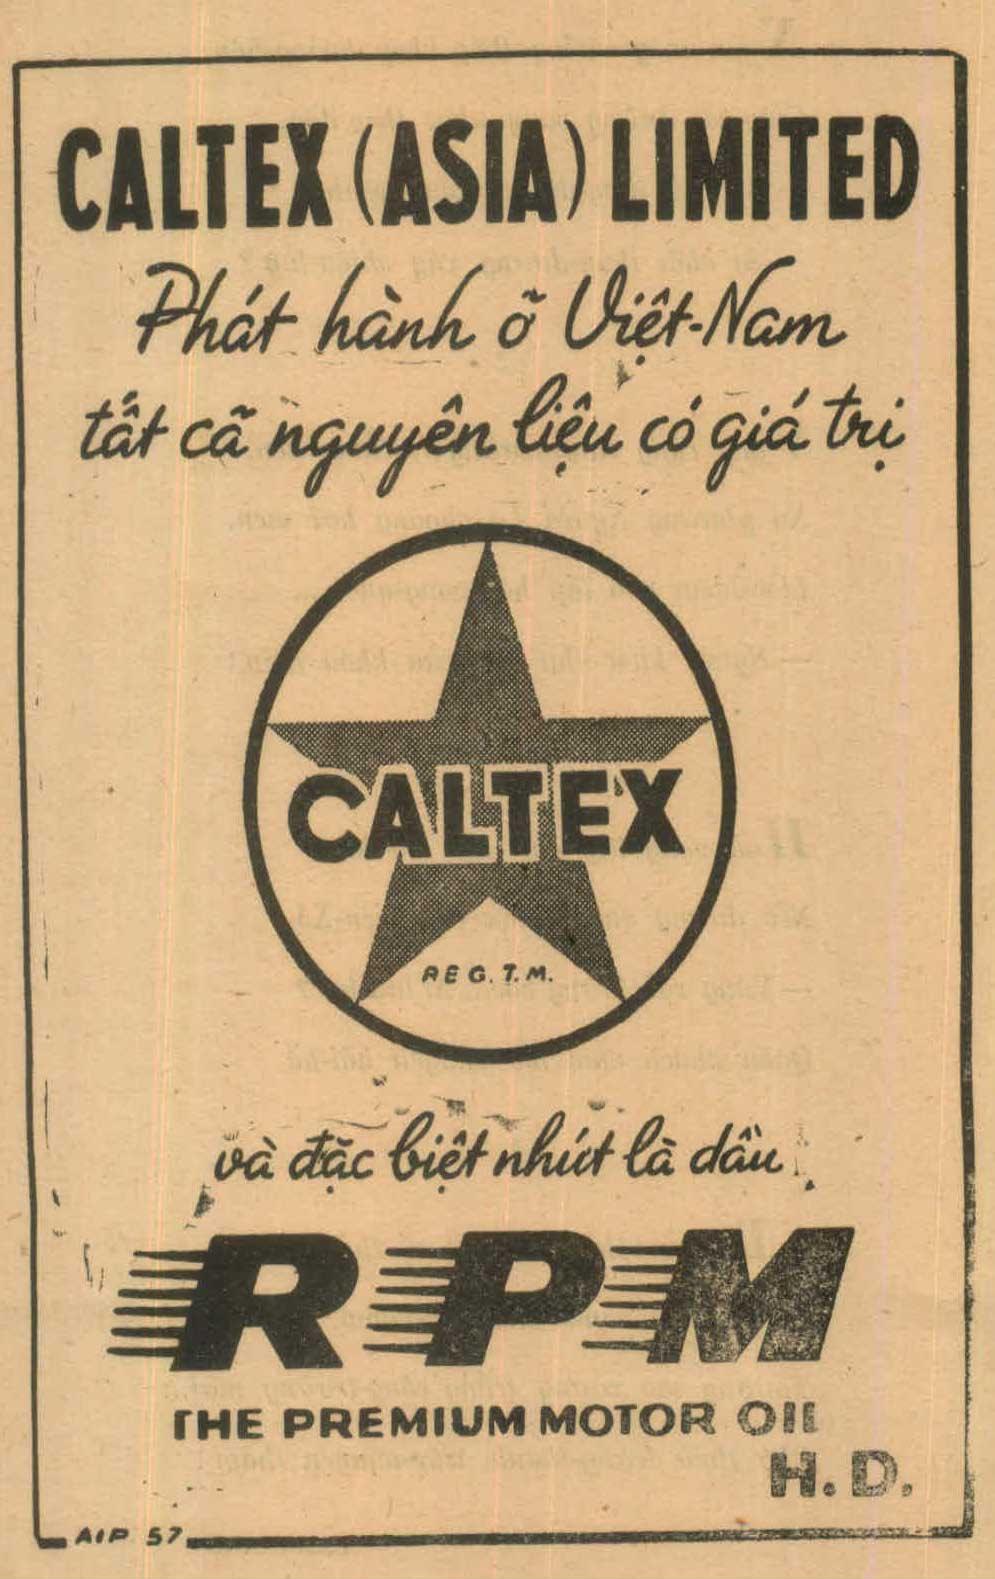 CALTEX (ASIA) LIMITED
Phát hành ở Việt-Nam
tất cã nguyên liệu có giá trị
CALTEX
REG. T.M.
và đặc biệt nhứt là dầu
RPM
THE PREMIUM MOTOR OIL
H. D.
AIP 57